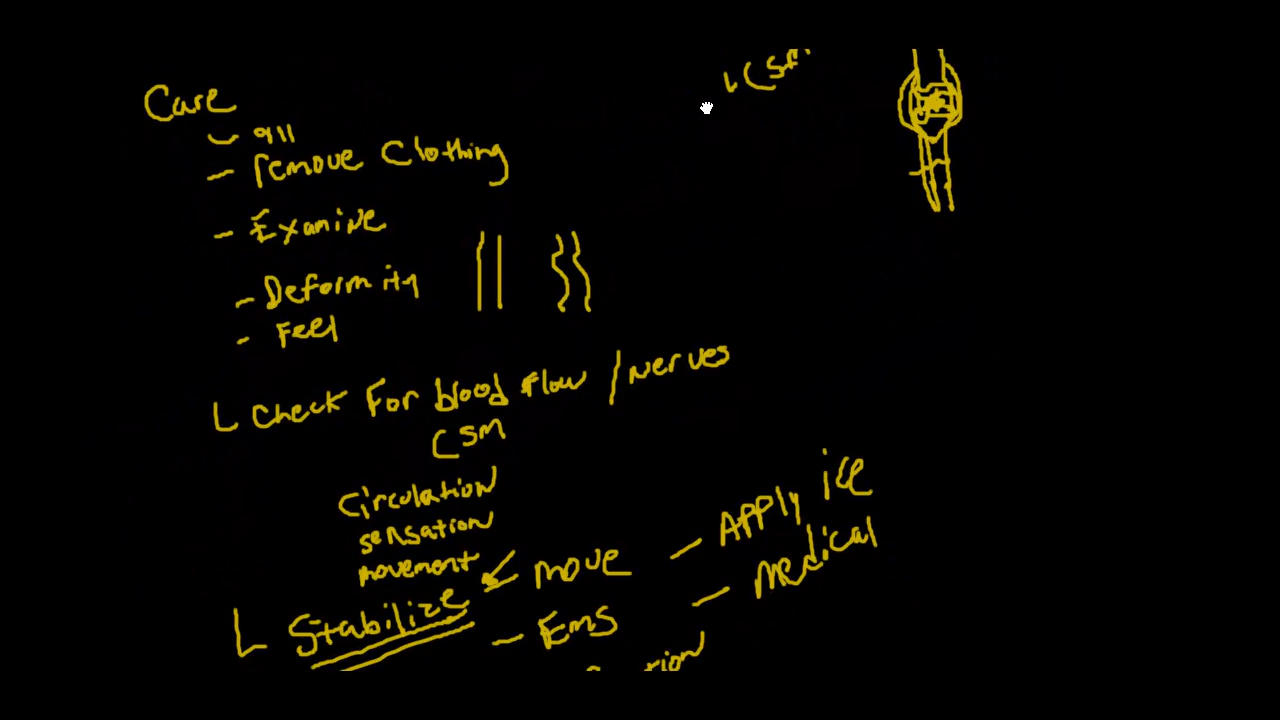 Care
- 911
- remove Clothing
- Examine
- Deformity
- Feel
L Check For blood flow / Nerves
CSM
Circulation
sensation
movement
L Stabilize
- move
- EMS
- Apply ice
- medical